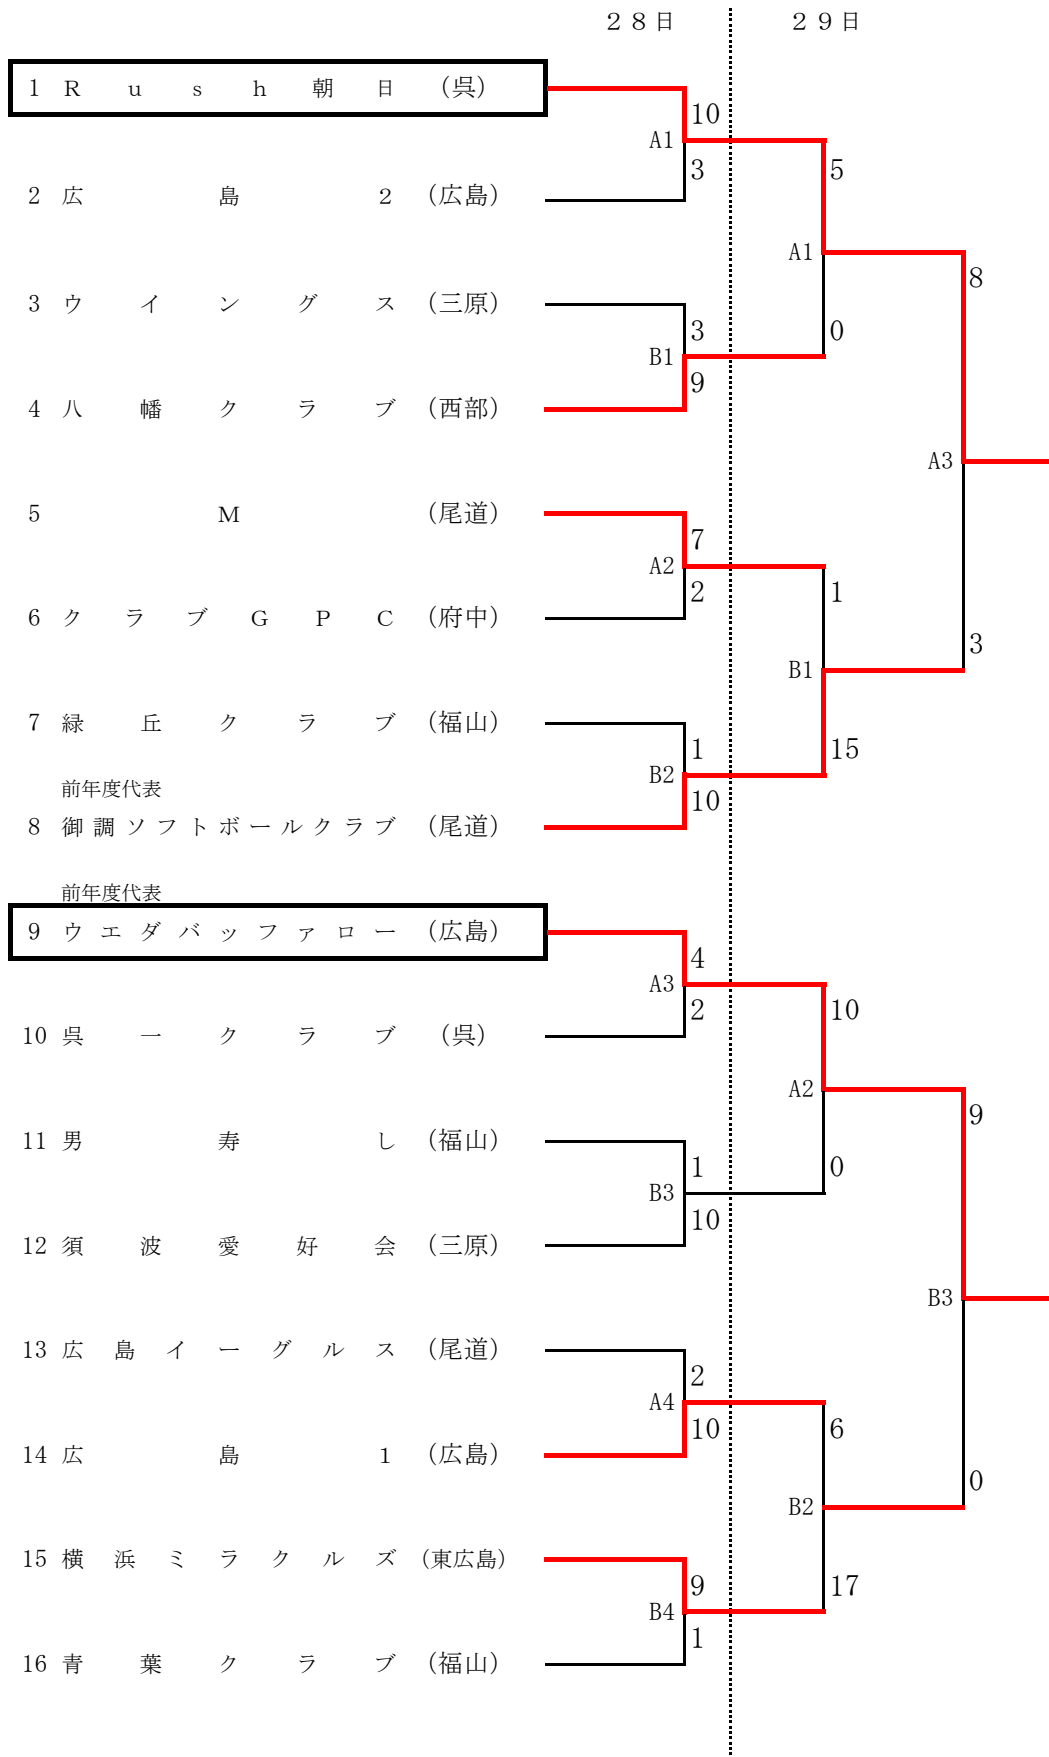 ２８日 ２９日
1 Ｒｕｓｈ朝日 （呉）
10
A1
3
5
2 広島２ （広島）
A1
8
3 ウイングス （三原）
3
0
B1
9
4 八幡クラブ （西部）
A3
5 Ｍ （尾道）
7
A2
2
1
6 クラブＧＰＣ （府中）
3
B1
7 緑丘クラブ （福山）
1
15
B2
前年度代表
10
8 御調ソフトボールクラブ （尾道）
前年度代表
9 ウエダバッファロー （広島）
4
A3
2
10
10 呉一クラブ （呉）
A2
9
11 男寿し （福山）
1
0
B3
10
12 須波愛好会 （三原）
B3
13 広島イーグルス （尾道）
2
A4
10
6
14 広島１ （広島）
0
B2
15 横浜ミラクルズ （東広島）
9
17
B4
1
16 青葉クラブ （福山）